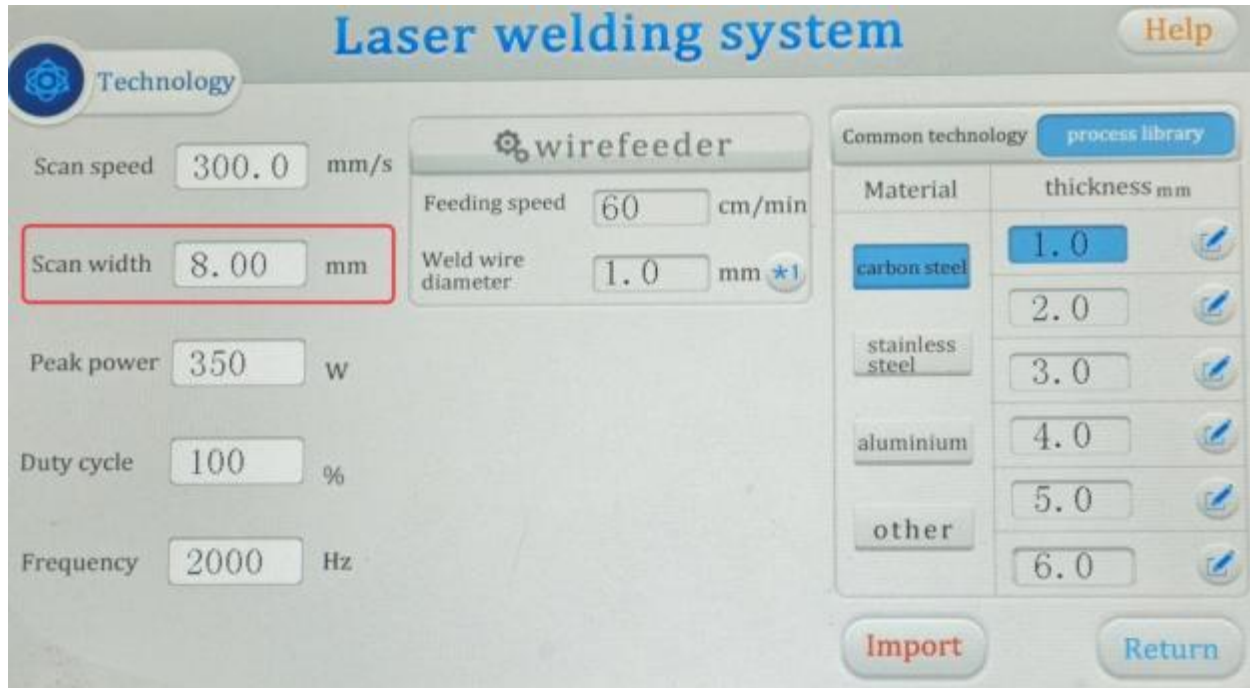 Laser welding system
Help
Technology
Scan speed 300.0 mm/s
Scan width 8.00 mm
Peak power 350 W
Duty cycle 100 %
Frequency 2000 Hz
wirefeeder
Feeding speed 60 cm/min
Weld wire
diameter 1.0 mm *1
Common technology process library
Material thickness mm
carbon steel
stainless
steel
aluminium
other
1.0
2.0
3.0
4.0
5.0
6.0
Import
Return